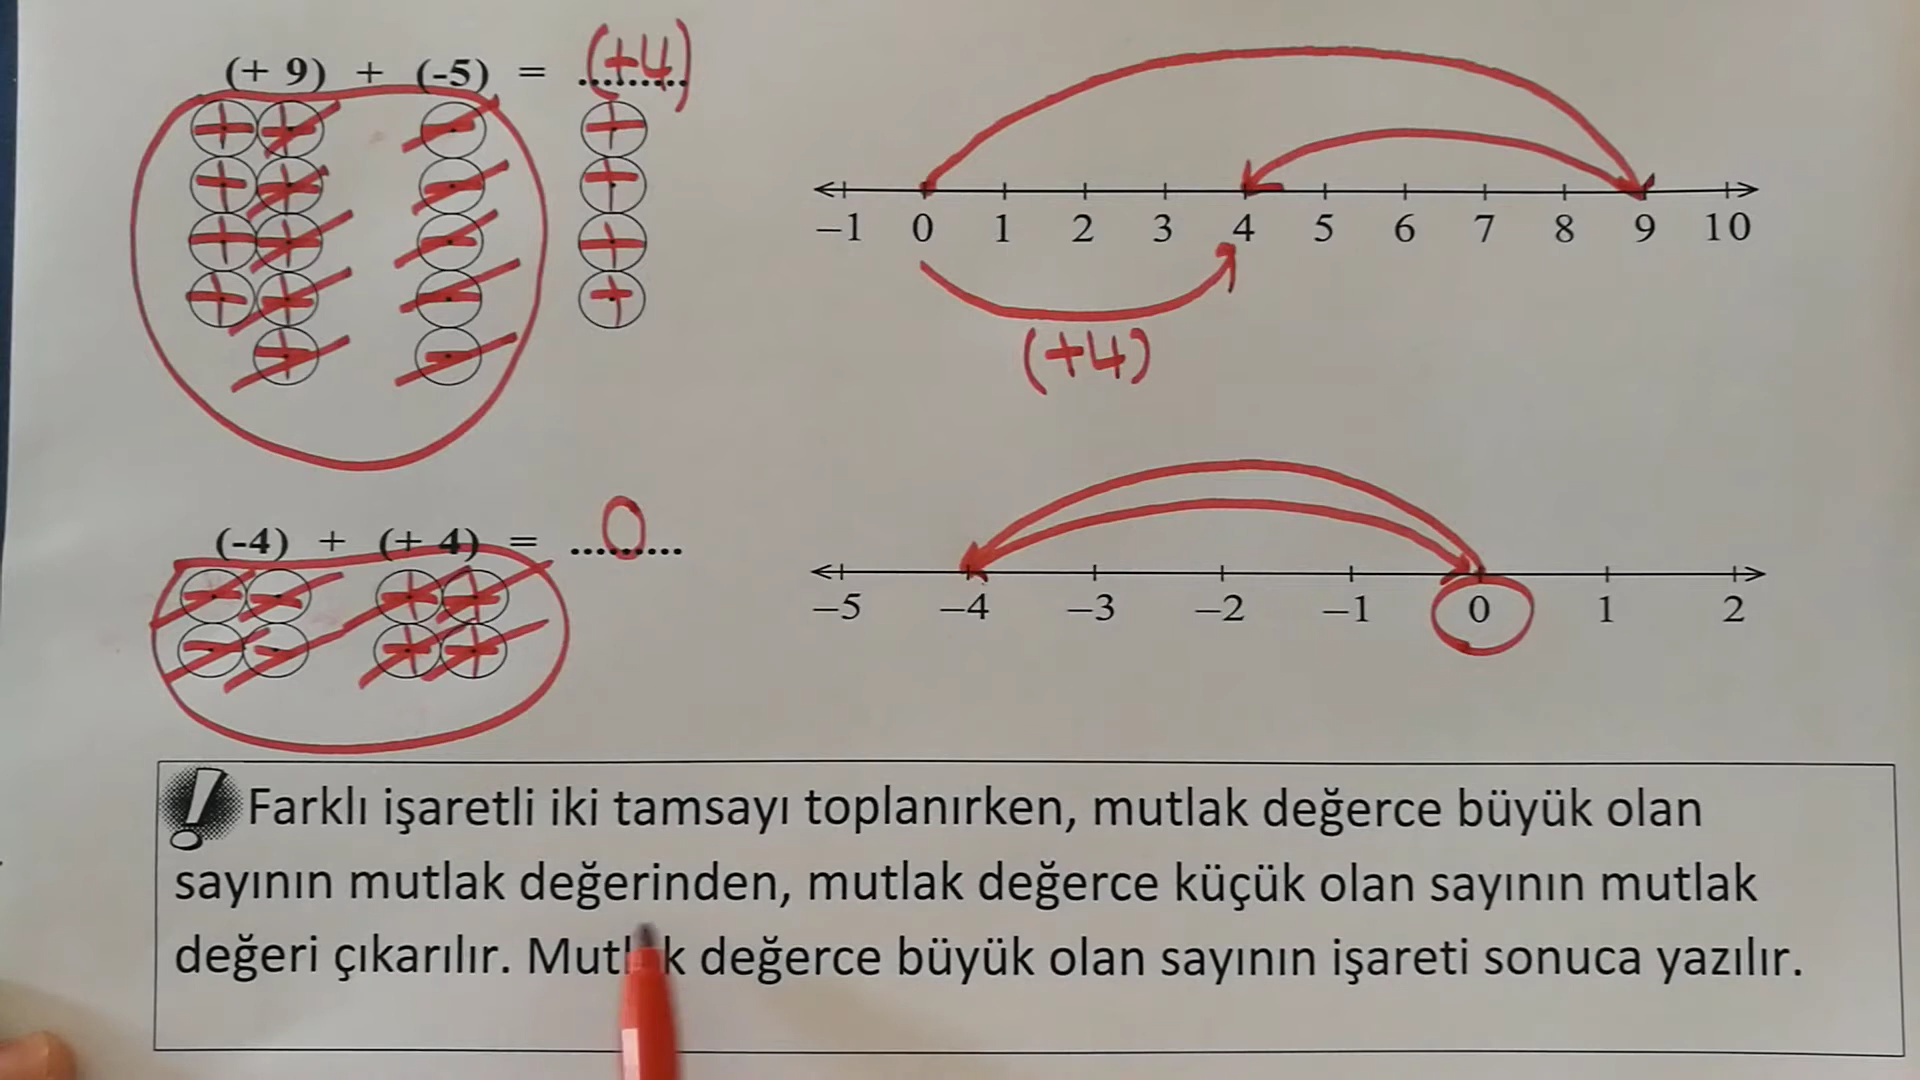 (+ 9) + (-5) = ......... (+4)
−1 0 1 2 3 4 5 6 7 8 9 10
(+4)
(-4) + (+ 4) = ......... 0
−5 −4 −3 −2 −1 0 1 2
Farklı işaretli iki tamsayı toplanırken, mutlak değerce büyük olan
sayının mutlak değerinden, mutlak değerce küçük olan sayının mutlak
değeri çıkarılır. Mutlak değerce büyük olan sayının işareti sonuca yazılır.